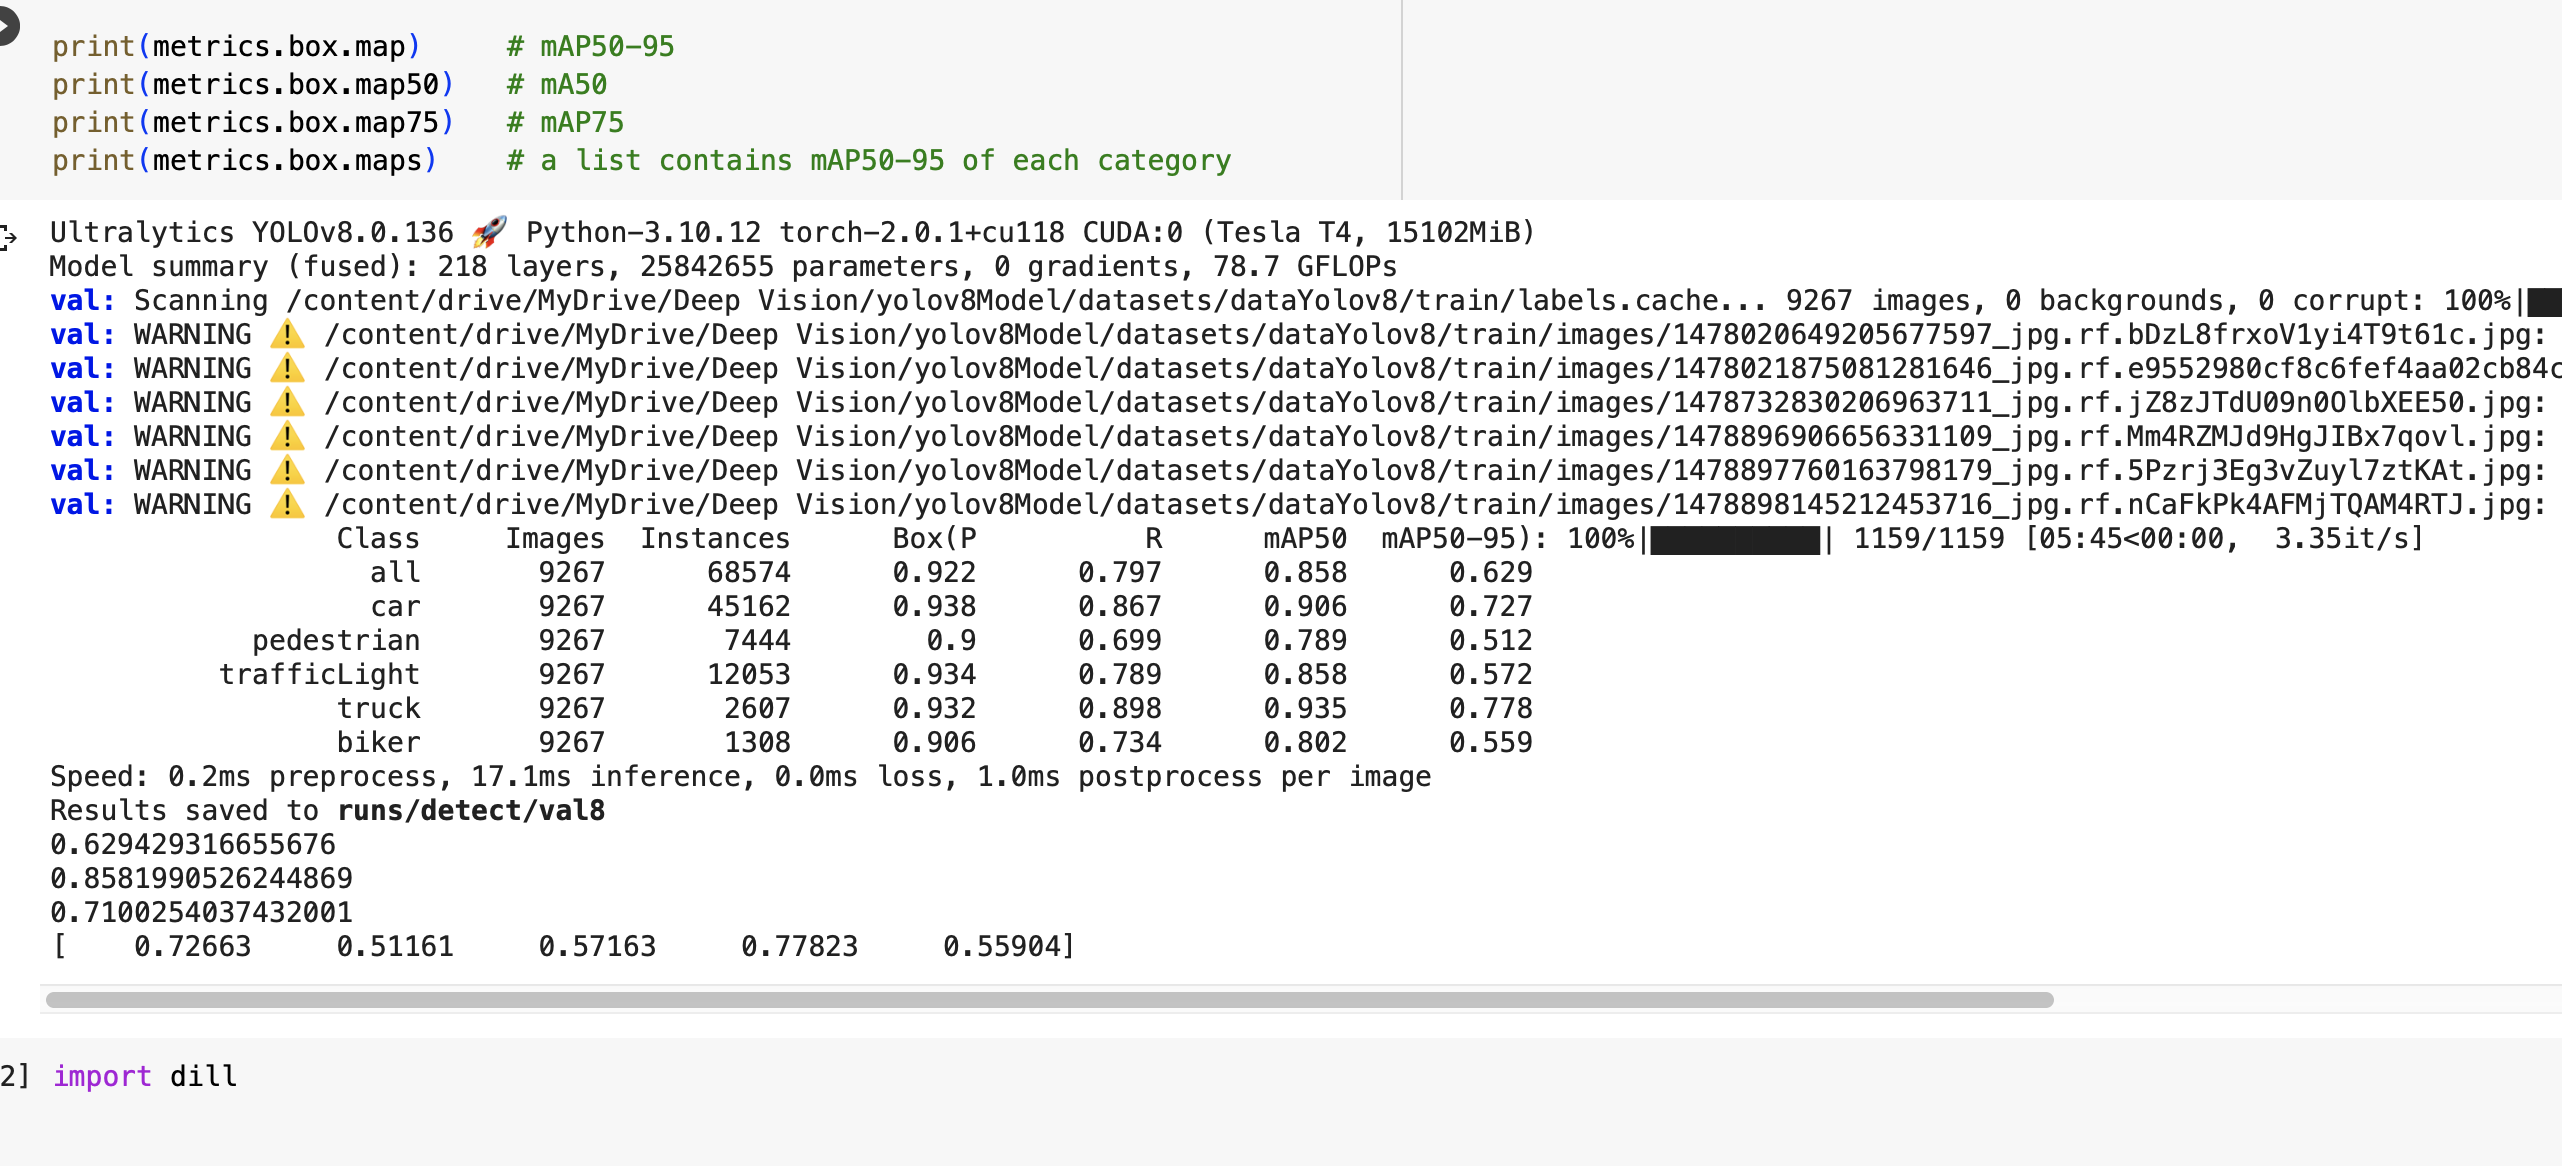 print(metrics.box.map)     # mAP50-95
print(metrics.box.map50)   # mA50
print(metrics.box.map75)   # mAP75
print(metrics.box.maps)    # a list contains mAP50-95 of each category
Ultralytics YOLOv8.0.136 🚀 Python-3.10.12 torch-2.0.1+cu118 CUDA:0 (Tesla T4, 15102MiB)
Model summary (fused): 218 layers, 25842655 parameters, 0 gradients, 78.7 GFLOPs
val: Scanning /content/drive/MyDrive/Deep Vision/yolov8Model/datasets/dataYolov8/train/labels.cache... 9267 images, 0 backgrounds, 0 corrupt: 100%|
val: WARNING ⚠️ /content/drive/MyDrive/Deep Vision/yolov8Model/datasets/dataYolov8/train/images/1478020649205677597_jpg.rf.bDzL8frxoV1yi4T9t61c.jpg:
val: WARNING ⚠️ /content/drive/MyDrive/Deep Vision/yolov8Model/datasets/dataYolov8/train/images/1478021875081281646_jpg.rf.e9552980cf8c6fef4aa02cb84c
val: WARNING ⚠️ /content/drive/MyDrive/Deep Vision/yolov8Model/datasets/dataYolov8/train/images/1478732830206963711_jpg.rf.jZ8zJTdU09n0OlbXEE50.jpg:
val: WARNING ⚠️ /content/drive/MyDrive/Deep Vision/yolov8Model/datasets/dataYolov8/train/images/1478896906656331109_jpg.rf.Mm4RZMJd9HgJIBx7qovl.jpg:
val: WARNING ⚠️ /content/drive/MyDrive/Deep Vision/yolov8Model/datasets/dataYolov8/train/images/1478897760163798179_jpg.rf.5Pzrj3Eg3vZuyl7ztKAt.jpg:
val: WARNING ⚠️ /content/drive/MyDrive/Deep Vision/yolov8Model/datasets/dataYolov8/train/images/1478898145212453716_jpg.rf.nCaFkPk4AFMjTQAM4RTJ.jpg:
Class     Images  Instances      Box(P          R      mAP50  mAP50-95): 100%|██████████| 1159/1159 [05:45<00:00,  3.35it/s]
all       9267      68574      0.922      0.797      0.858      0.629
car       9267      45162      0.938      0.867      0.906      0.727
pedestrian       9267       7444        0.9      0.699      0.789      0.512
trafficLight       9267      12053      0.934      0.789      0.858      0.572
truck       9267       2607      0.932      0.898      0.935      0.778
biker       9267       1308      0.906      0.734      0.802      0.559
Speed: 0.2ms preprocess, 17.1ms inference, 0.0ms loss, 1.0ms postprocess per image
Results saved to runs/detect/val8
0.629429316655676
0.8581990526244869
0.7100254037432001
[    0.72663     0.51161     0.57163     0.77823     0.55904]
2] import dill